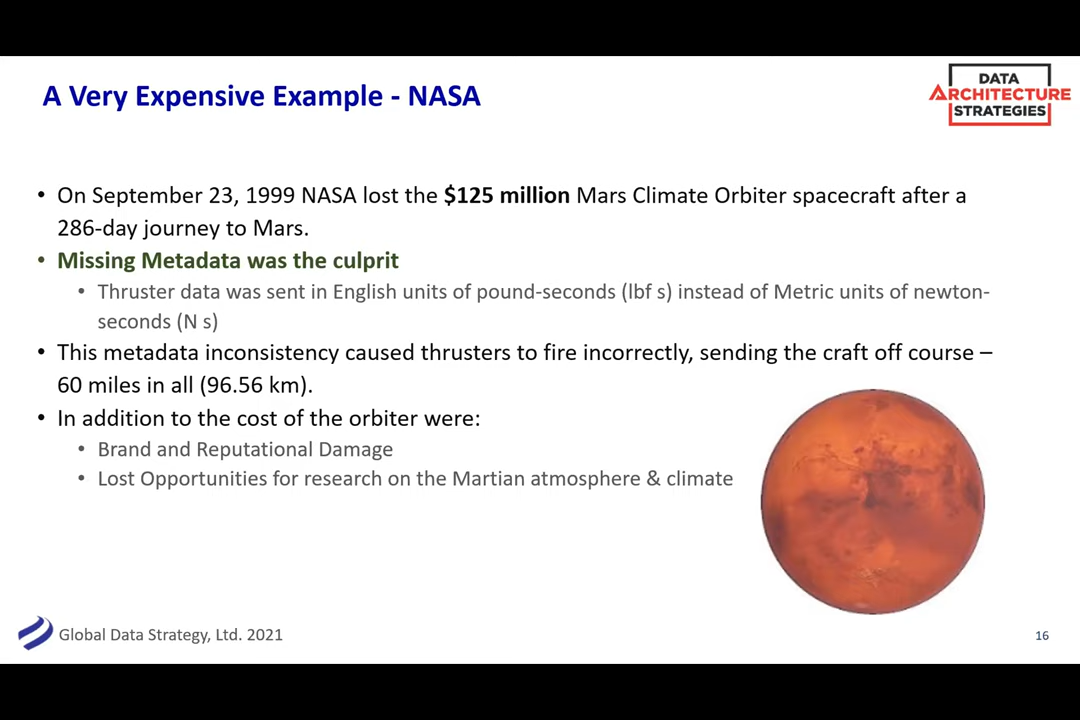 A Very Expensive Example - NASA
DATA
ARCHITECTURE
STRATEGIES
• On September 23, 1999 NASA lost the $125 million Mars Climate Orbiter spacecraft after a
286-day journey to Mars.
• Missing Metadata was the culprit
• Thruster data was sent in English units of pound-seconds (lbf s) instead of Metric units of newton-
seconds (N s)
• This metadata inconsistency caused thrusters to fire incorrectly, sending the craft off course –
60 miles in all (96.56 km).
• In addition to the cost of the orbiter were:
• Brand and Reputational Damage
• Lost Opportunities for research on the Martian atmosphere & climate
Global Data Strategy, Ltd. 2021
16